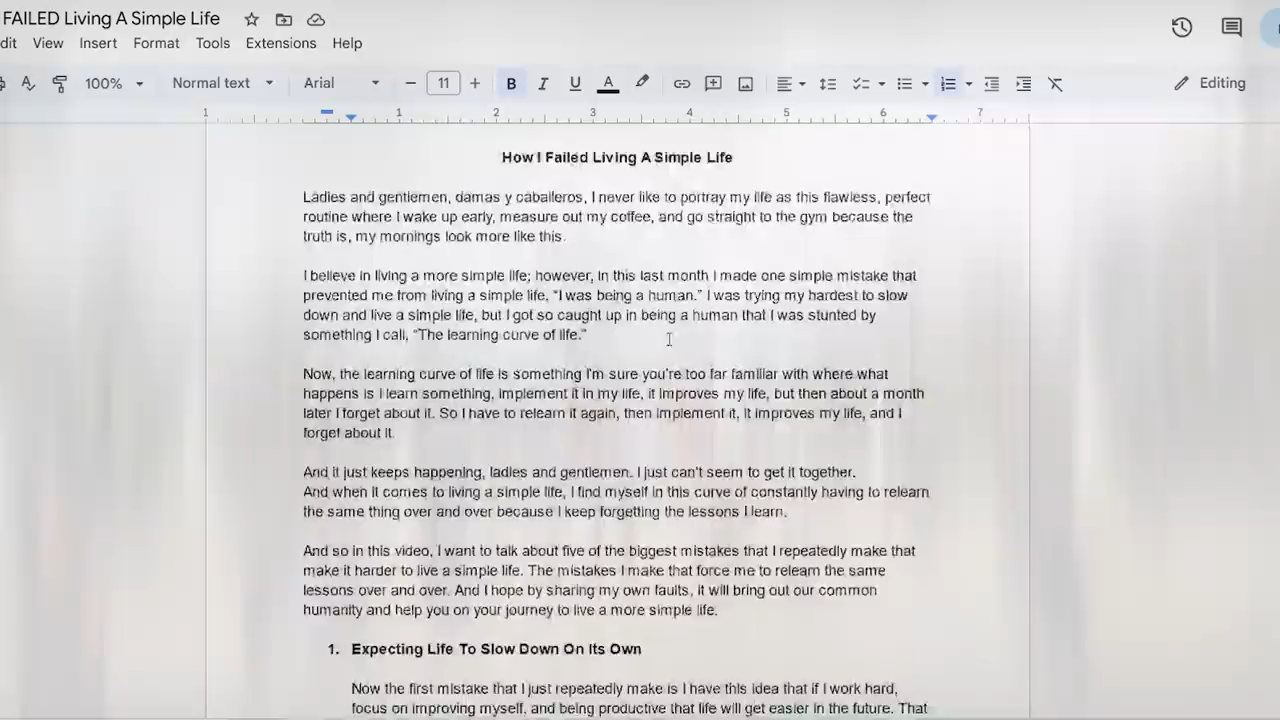 FAILED Living A Simple Life
dit View Insert Format Tools Extensions Help
100% Normal text Arial 11 B I U A Editing
1 1 2 3 4 5 6 7
How I Failed Living A Simple Life
Ladies and gentlemen, damas y caballeros, I never like to portray my life as this flawless, perfect
routine where I wake up early, measure out my coffee, and go straight to the gym because the
truth is, my mornings look more like this.
I believe in living a more simple life; however, in this last month I made one simple mistake that
prevented me from living a simple life, “I was being a human.” I was trying my hardest to slow
down and live a simple life, but I got so caught up in being a human that I was stunted by
something I call, “The learning curve of life.”
Now, the learning curve of life is something I'm sure you're too far familiar with where what
happens is I learn something, implement it in my life, it improves my life, but then about a month
later I forget about it. So I have to relearn it again, then implement it, it improves my life, and I
forget about it.
And it just keeps happening, ladies and gentlemen. I just can't seem to get it together.
And when it comes to living a simple life, I find myself in this curve of constantly having to relearn
the same thing over and over because I keep forgetting the lessons I learn.
And so in this video, I want to talk about five of the biggest mistakes that I repeatedly make that
make it harder to live a simple life. The mistakes I make that force me to relearn the same
lessons over and over. And I hope by sharing my own faults, it will bring out our common
humanity and help you on your journey to live a more simple life.
1. Expecting Life To Slow Down On Its Own
Now the first mistake that I just repeatedly make is I have this idea that if I work hard,
focus on improving myself, and being productive that life will get easier in the future. That